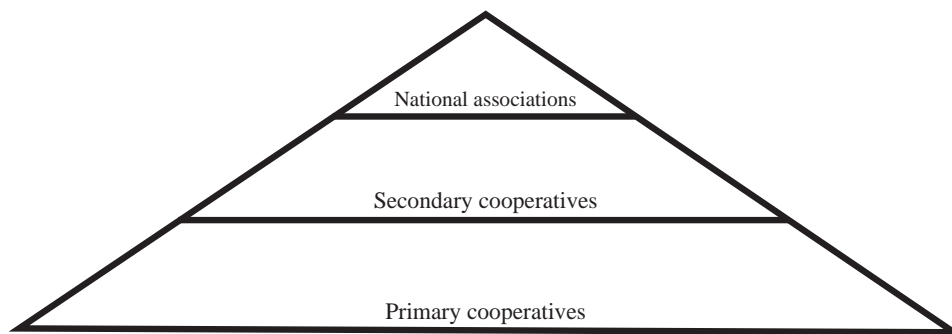 National associations
Secondary cooperatives
Primary cooperatives